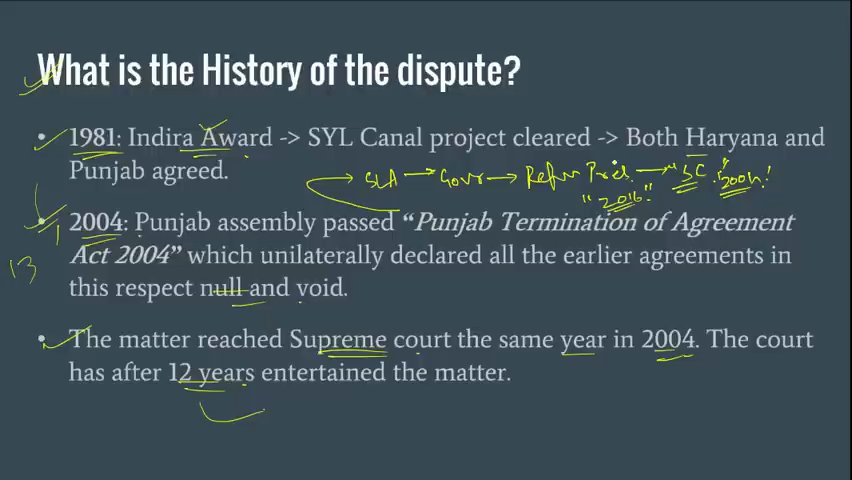 What is the History of the dispute?
• 1981: Indira Award -> SYL Canal project cleared -> Both Haryana and
Punjab agreed.
→ SLA → Govr → Refer Pres. → "SC"
"2016"
"2004"
• 2004: Punjab assembly passed "Punjab Termination of Agreement
Act 2004" which unilaterally declared all the earlier agreements in
13
this respect null and void.
• The matter reached Supreme court the same year in 2004. The court
has after 12 years entertained the matter.